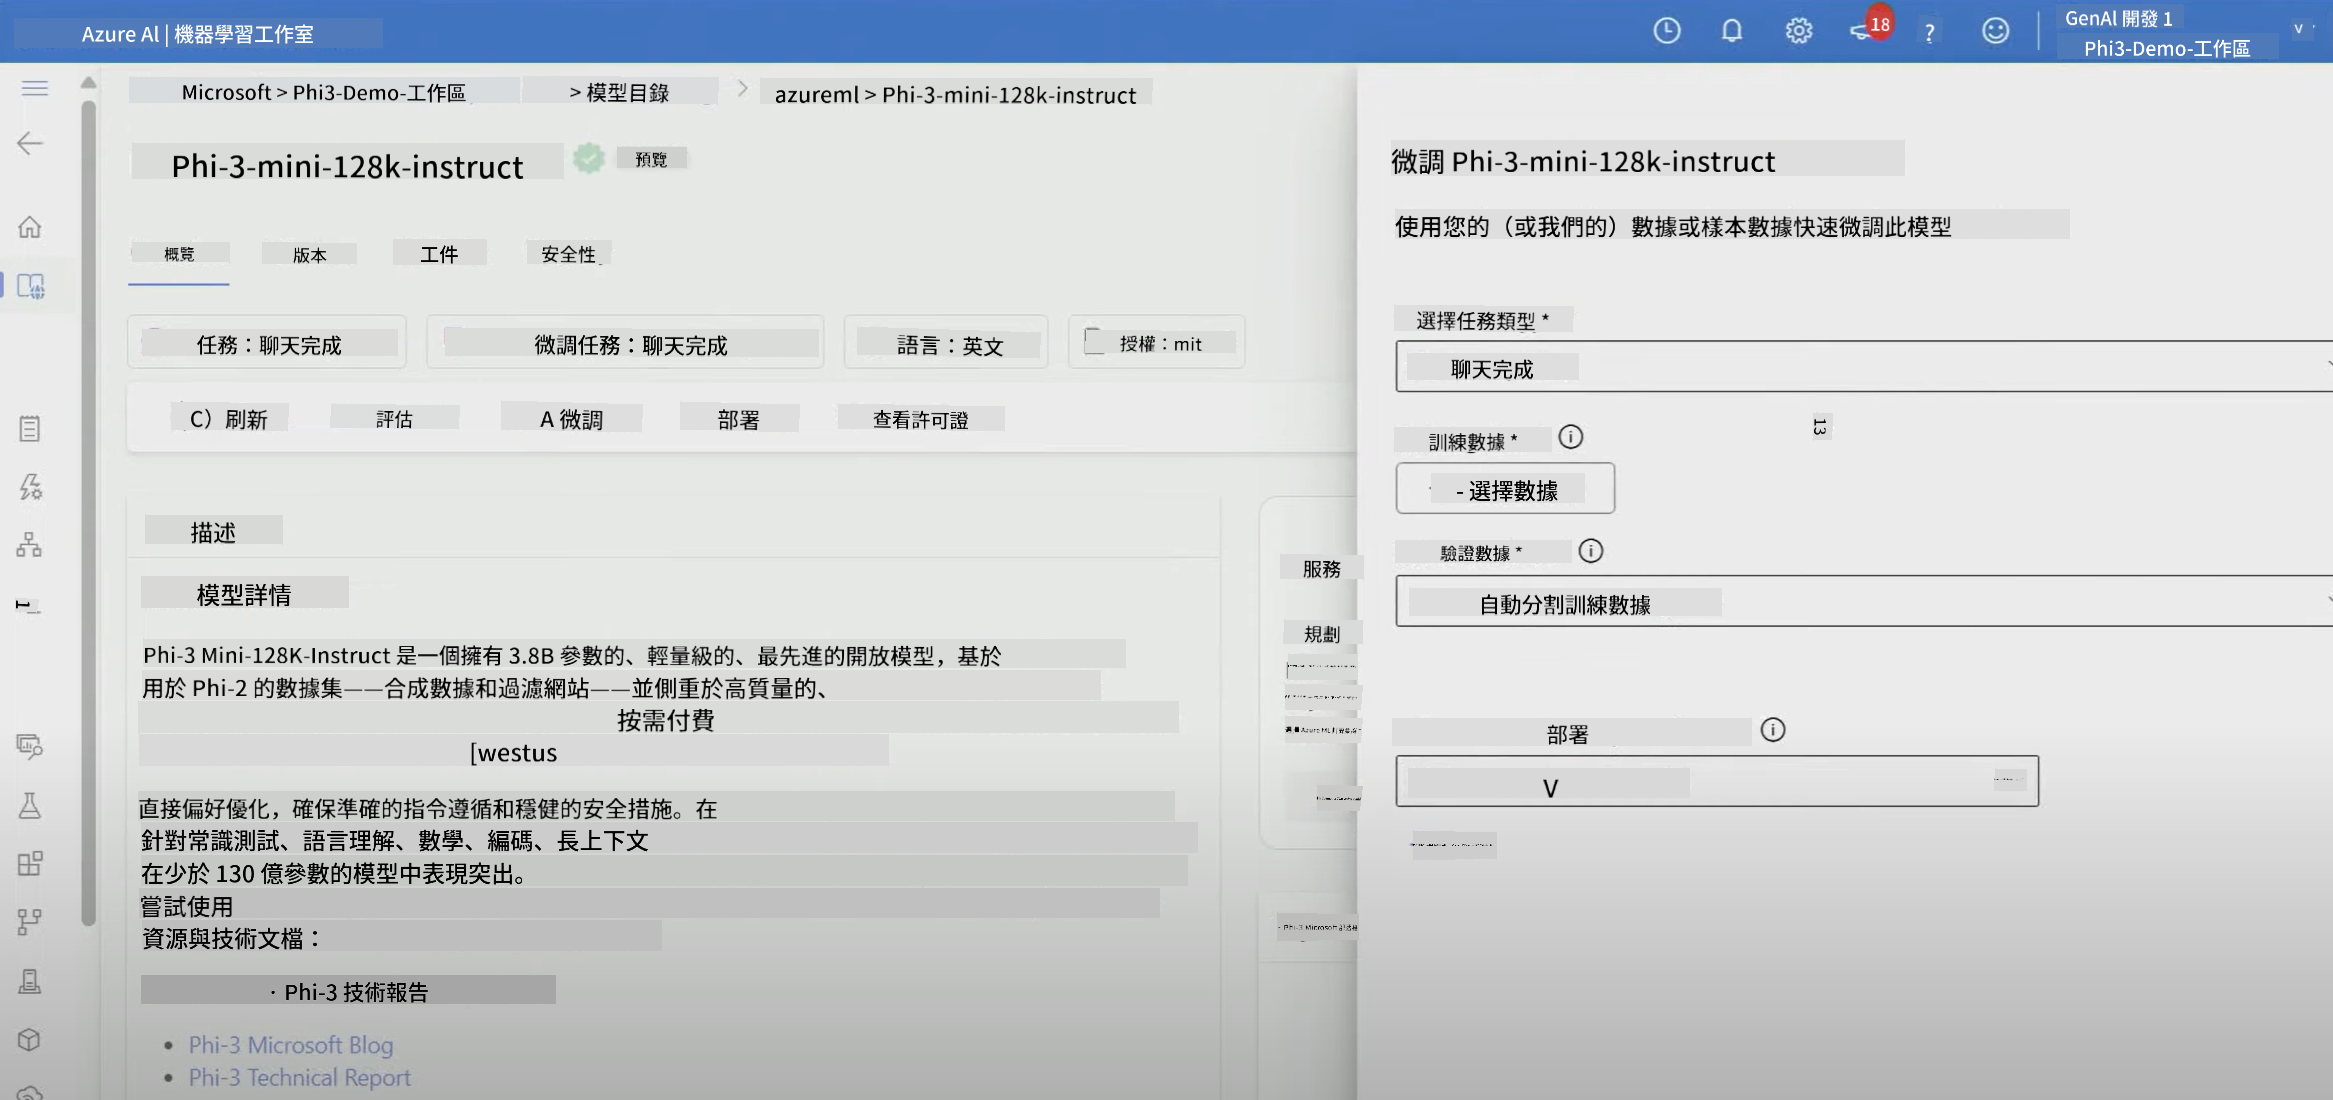 Azure AI | 機器學習工作室
18
?
GenAI 開發 1
Phi3-Demo-工作區
Microsoft > Phi3-Demo-工作區 > 模型目錄 > azureml > Phi-3-mini-128k-instruct
Phi-3-mini-128k-instruct 預覽
概覽 版本 工件 安全性
任務：聊天完成 微調任務：聊天完成 語言：英文 授權：mit
C）刷新 評估 A 微調 部署 查看許可證
描述
模型詳情
Phi-3 Mini-128K-Instruct 是一個擁有 3.8B 參數的、輕量級的、最先進的開放模型，基於
用於 Phi-2 的數據集——合成數據和過濾網站——並側重於高質量的、
按需付費
[westus
直接偏好優化，確保準確的指令遵循和穩健的安全措施。在
針對常識測試、語言理解、數學、編碼、長上下文
在少於 130 億參數的模型中表現突出。
嘗試使用
資源與技術文檔：
· Phi-3 技術報告
• Phi-3 Microsoft Blog
• Phi-3 Technical Report
服務
規劃
微調 Phi-3-mini-128k-instruct
使用您的（或我們的）數據或樣本數據快速微調此模型
選擇任務類型 *
聊天完成
13
訓練數據 *
- 選擇數據
驗證數據 *
自動分割訓練數據
部署
V